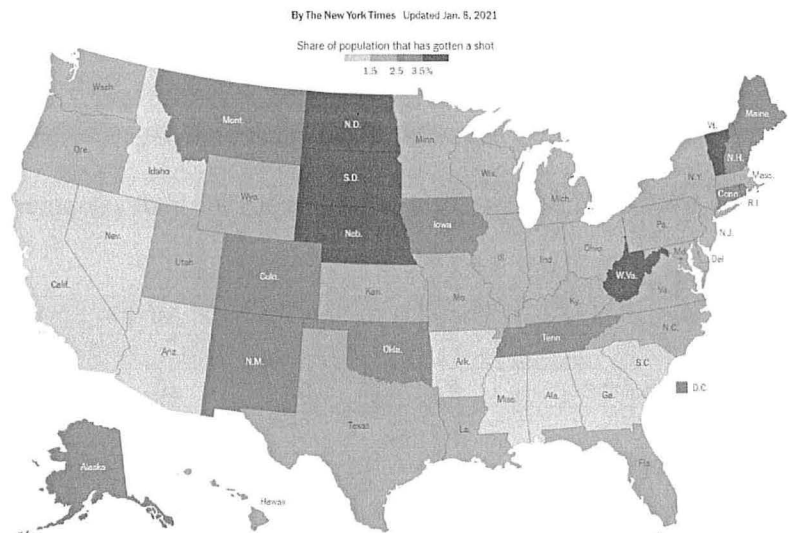 By The New York Times Updated Jan. 8, 2021
Share of population that has gotten a shot
1.5 2.5 3.5%
Wash.
Mont.
N.D.
Minn.
Vt.
Maine
Ore.
Idaho
S.D.
Wis.
N.H.
Mass.
Wyo.
Mich.
N.Y.
Conn.
R.I.
Neb.
Iowa
Pa.
N.J.
Nev.
Utah
Colo.
Ill.
Ind.
Ohio
Md.
Del
Calif.
Kan.
Mo.
W.Va.
Va.
Ky.
Ariz.
N.M.
Okla.
Ark.
Tenn.
N.C.
S.C.
Miss.
Ala.
Ga.
D.C.
Texas
La.
Fla.
Alaska
Hawaii